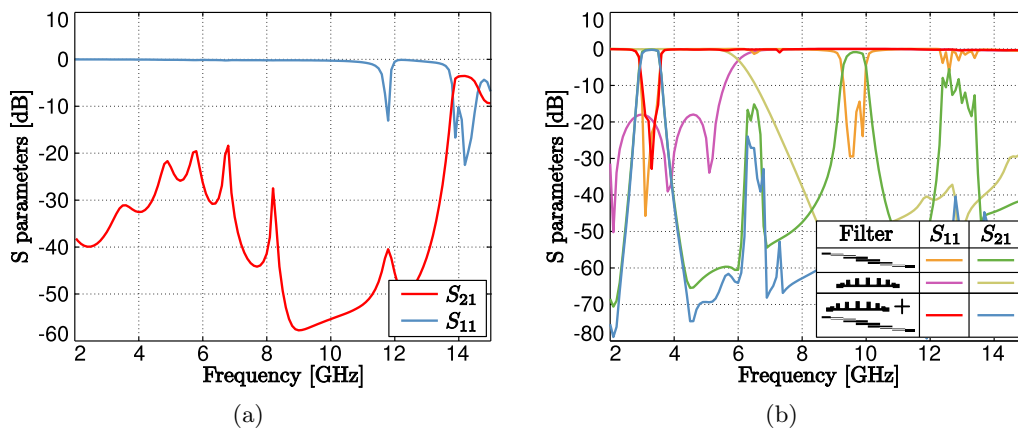 10
0
-10
-20
-30
-40
-50
-60
S parameters [dB]
2 4 6 8 10 12 14
Frequency [GHz]
S21
S11
(a)
10
0
-10
-20
-30
-40
-50
-60
-70
-80
S parameters [dB]
2 4 6 8 10 12 14
Frequency [GHz]
Filter S11 S21
+
(b)